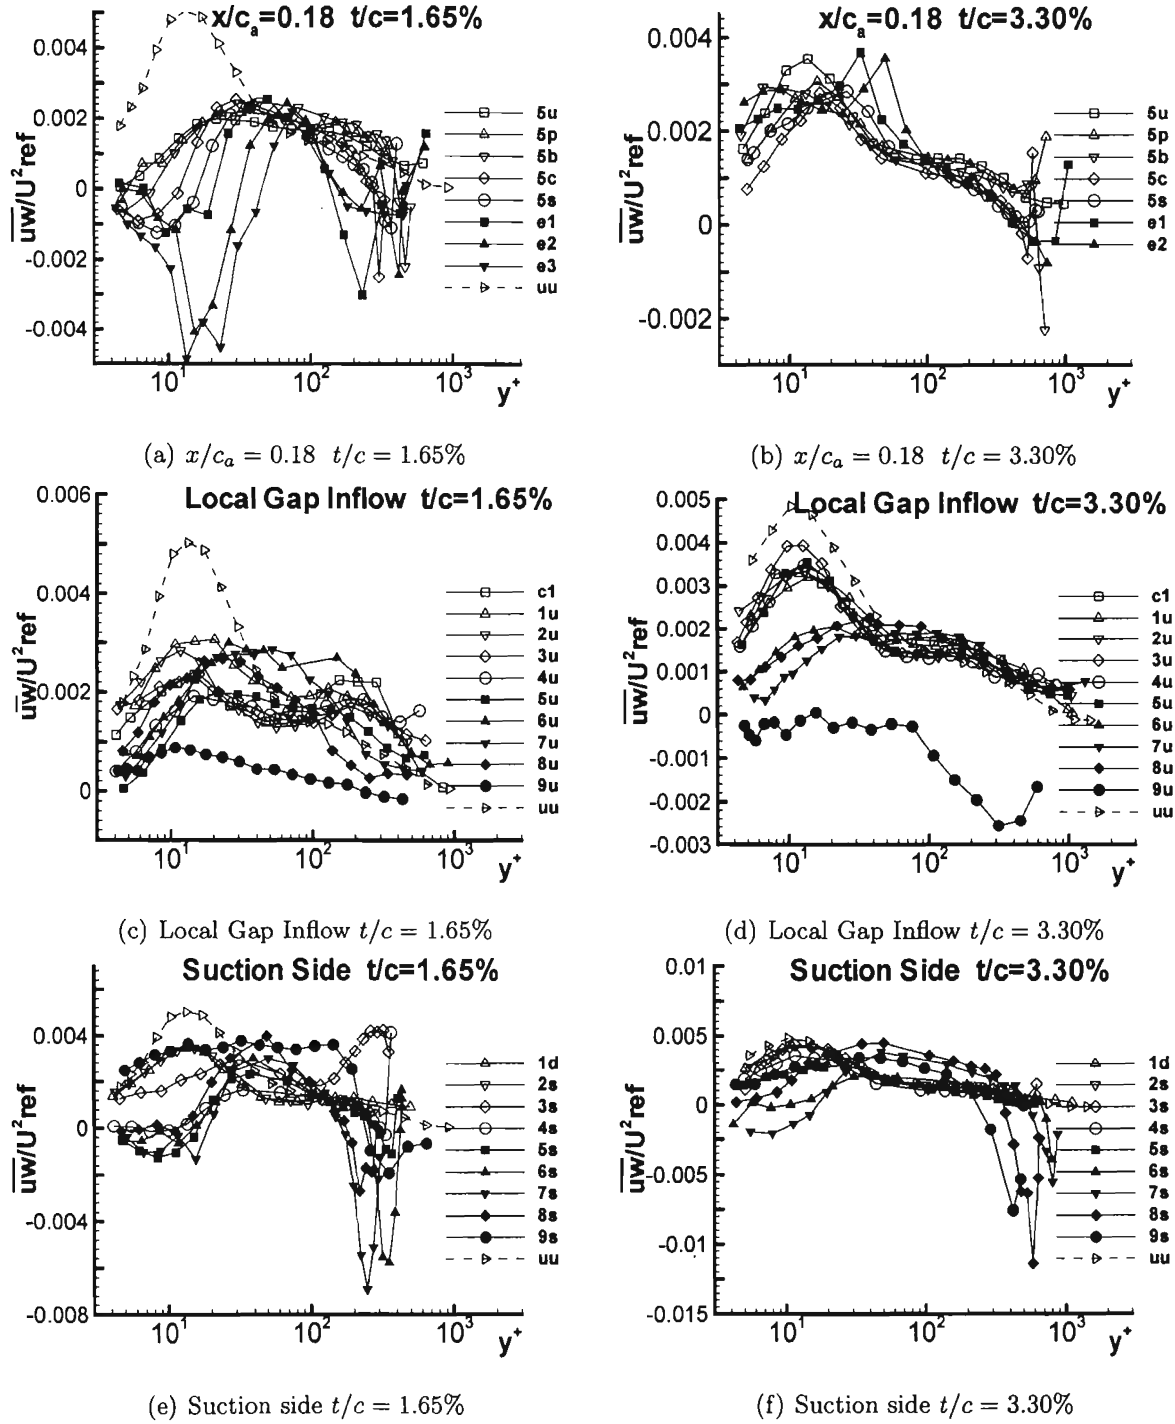 x/cₐ=0.18 t/c=1.65%
0.004
0.002
0
-0.002
-0.004
uw/U²ref
10¹ 10² 10³ y⁺
5u
5p
5b
5c
5s
e1
e2
e3
uu
(a) x/cₐ = 0.18 t/c = 1.65%
x/cₐ=0.18 t/c=3.30%
0.004
0.002
0
-0.002
uw/U²ref
10¹ 10² 10³ y⁺
5u
5p
5b
5c
5s
e1
e2
(b) x/cₐ = 0.18 t/c = 3.30%
Local Gap Inflow t/c=1.65%
0.006
0.004
0.002
0
uw/U²ref
10¹ 10² 10³ y⁺
c1
1u
2u
3u
4u
5u
6u
7u
8u
9u
uu
(c) Local Gap Inflow t/c = 1.65%
Local Gap Inflow t/c=3.30%
0.005
0.004
0.003
0.002
0.001
0
-0.001
-0.002
-0.003
uw/U²ref
10¹ 10² 10³ y⁺
c1
1u
2u
3u
4u
5u
6u
7u
8u
9u
uu
(d) Local Gap Inflow t/c = 3.30%
Suction Side t/c=1.65%
0.004
0
-0.004
-0.008
uw/U²ref
10¹ 10² 10³ y⁺
1d
2s
3s
4s
5s
6s
7s
8s
9s
uu
(e) Suction side t/c = 1.65%
Suction Side t/c=3.30%
0.01
0.005
0
-0.005
-0.01
-0.015
uw/U²ref
10¹ 10² 10³ y⁺
1d
2s
3s
4s
5s
6s
7s
8s
9s
uu
(f) Suction side t/c = 3.30%